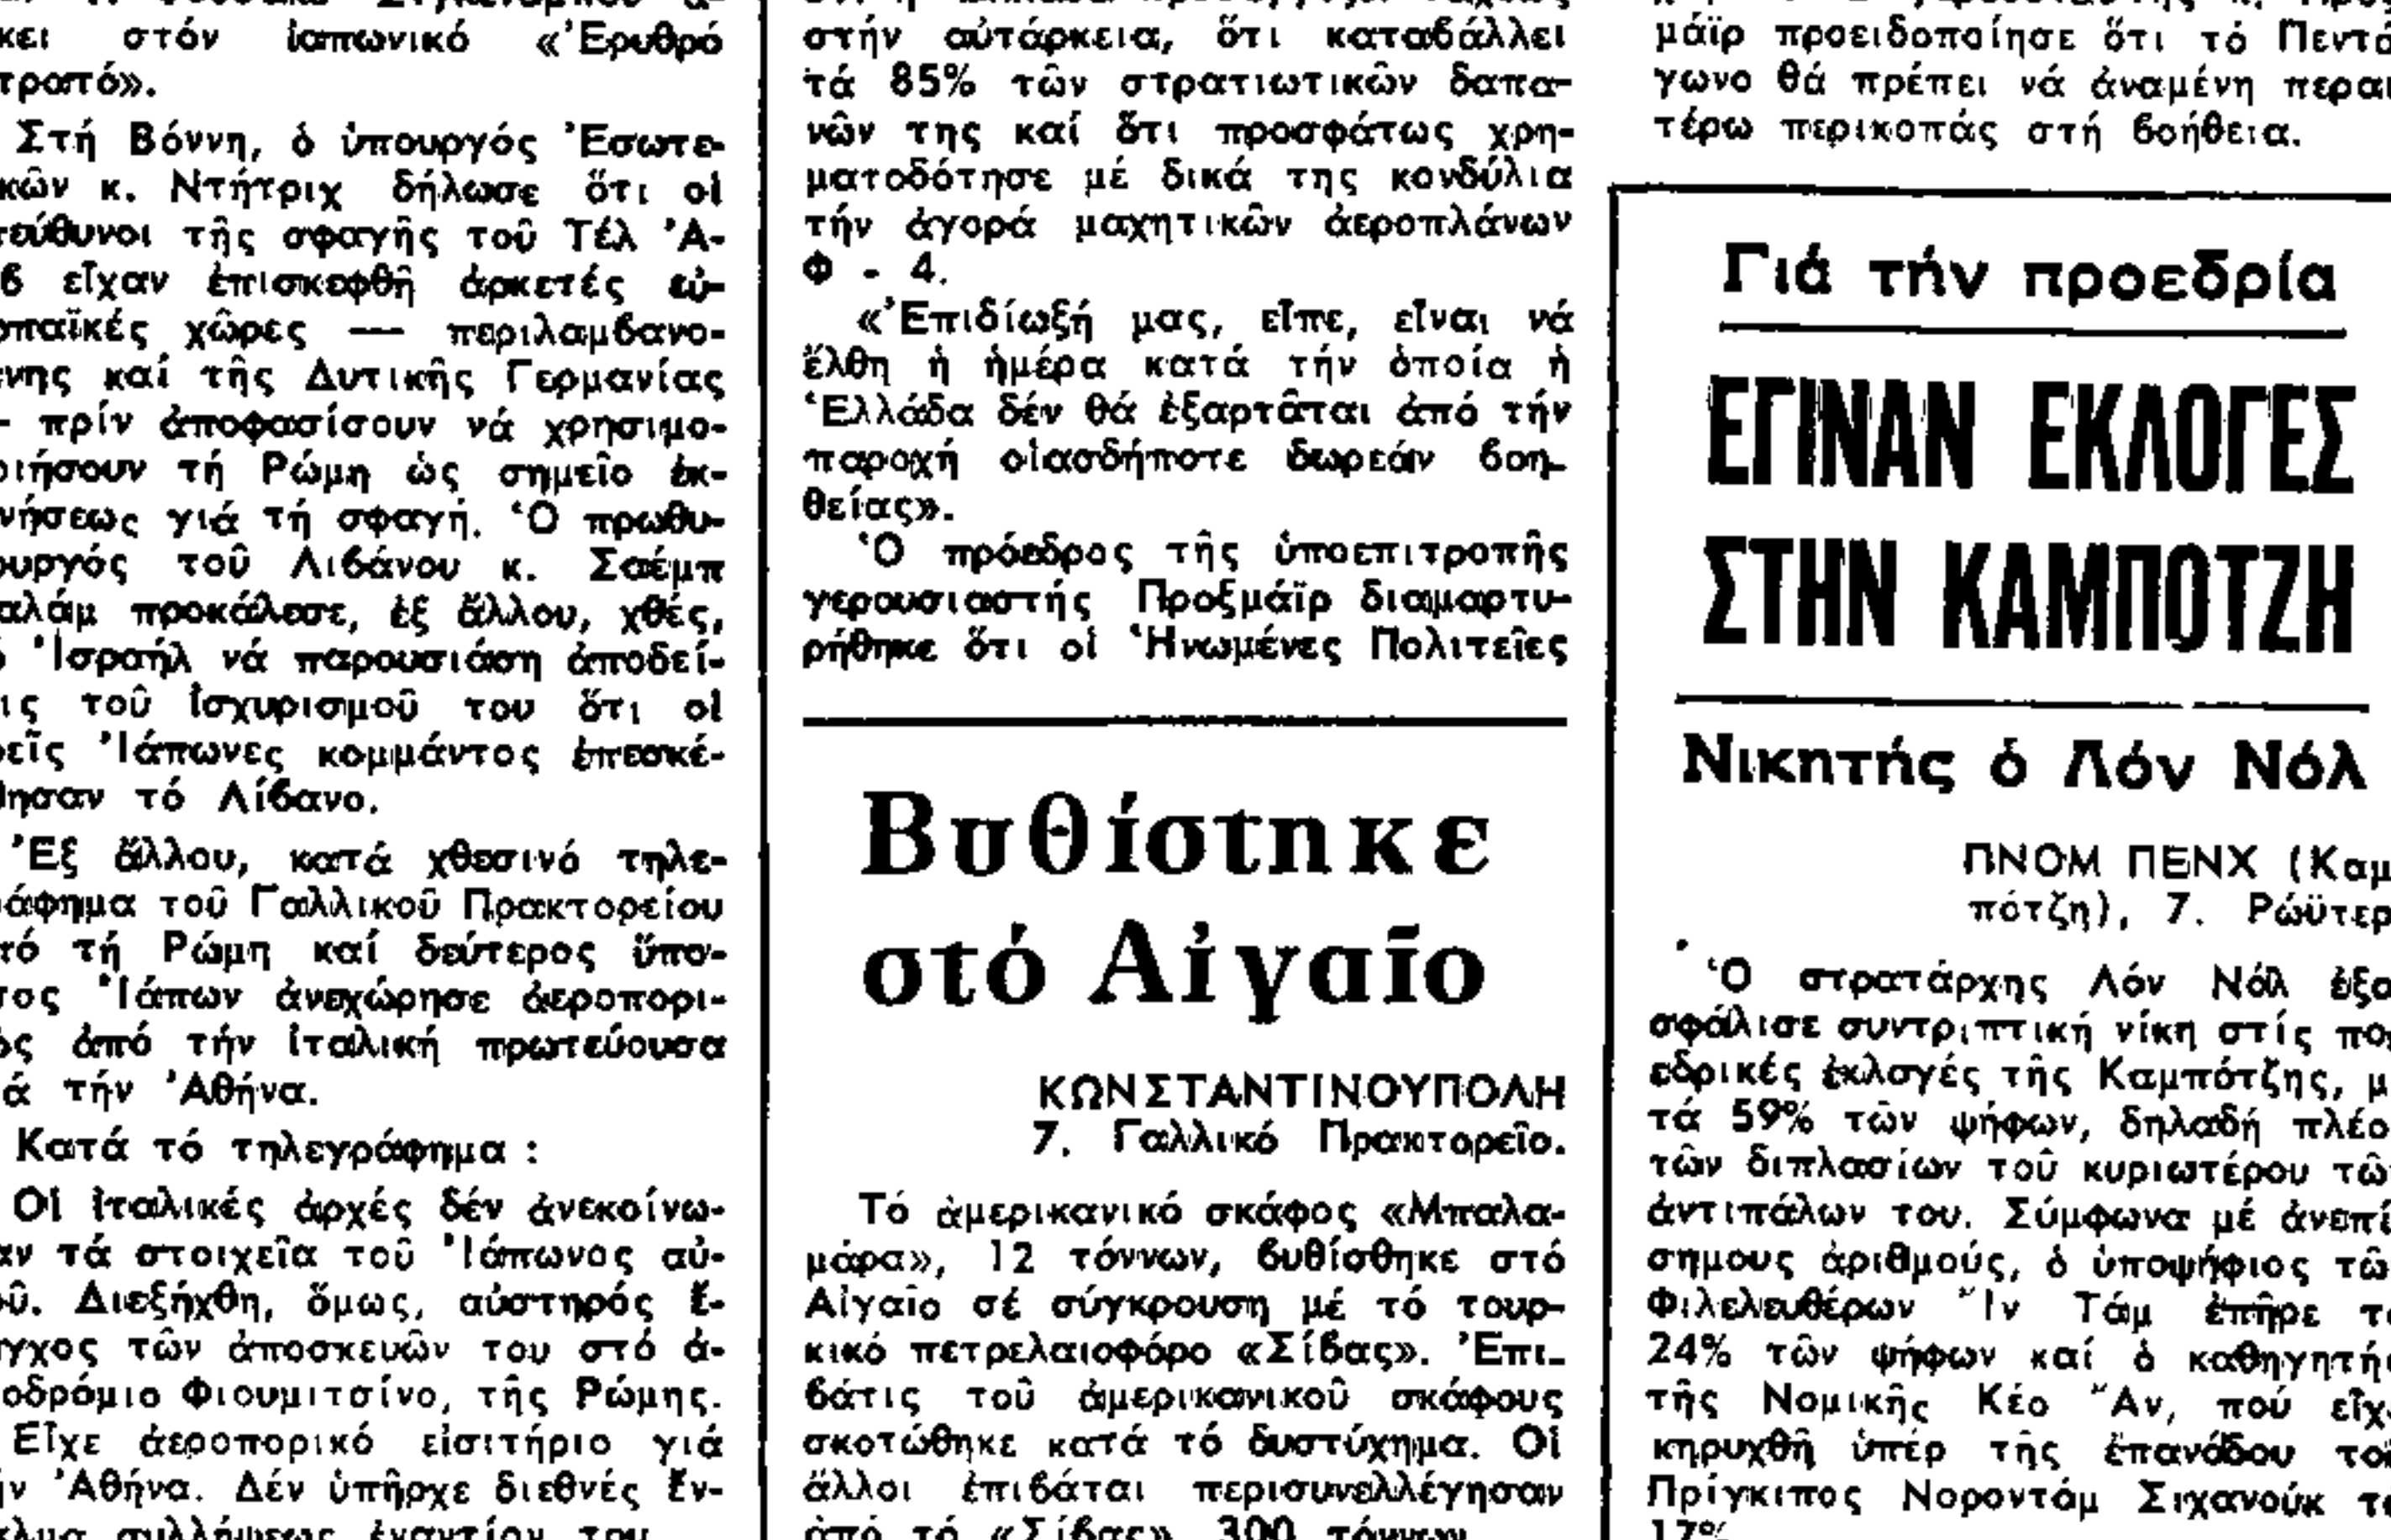 κει στόν ἰαπωνικό «Ἐρυθρό
τρατό».
Στή Βόννη, ὁ ὑπουργός Ἐσωτε-
κῶν κ. Ντήτριχ δήλωσε ὅτι οἱ
τεύθυνοι τῆς σφαγῆς τοῦ Τέλ Ἀ-
β εἶχαν ἐπισκεφθῆ ἀρκετές εὐ-
οπαϊκές χῶρες — περιλαμβανο-
νης καί τῆς Δυτικῆς Γερμανίας
— πρίν ἀποφασίσουν νά χρησιμο-
οιήσουν τή Ρώμη ὡς σημεῖο ἐκ-
νήσεως γιά τή σφαγή. Ὁ πρωθυ-
ουργός τοῦ Λιβάνου κ. Σαέμπ
αλάμ προκάλεσε, ἐξ ἄλλου, χθές,
ό Ἰσραήλ νά παρουσιάση ἀποδεί-
ις τοῦ ἰσχυρισμοῦ του ὅτι οἱ
ρεῖς Ἰάπωνες κομμάντος ἐπεσκέ-
θησαν τό Λίβανο.
Ἐξ ἄλλου, κατά χθεσινό τηλε-
ράφημα τοῦ Γαλλικοῦ Πρακτορείου
πό τή Ρώμη καί δεύτερος ὕπο-
τος Ἰάπων ἀνεχώρησε ἀεροπορι-
ῶς ἀπό τήν ἰταλική πρωτεύουσα
ά τήν Ἀθήνα.
Κατά τό τηλεγράφημα :
Οἱ ἰταλικές ἀρχές δέν ἀνεκοίνω-
αν τά στοιχεῖα τοῦ Ἰάπωνος αὐ-
οῦ. Διεξήχθη, ὅμως, αὐστηρός ἔ-
γχος τῶν ἀποσκευῶν του στό ἀ-
οδρόμιο Φιουμιτσίνο, τῆς Ρώμης.
Εἶχε ἀεροπορικό εἰσιτήριο γιά
ήν Ἀθήνα. Δέν ὑπῆρχε διεθνές ἔν-
συλλήψεως ἐναντίον του
στήν αὐτάρκεια, ὅτι καταβάλλει
τά 85% τῶν στρατιωτικῶν δαπα-
νῶν της καί ὅτι προσφάτως χρη-
ματοδότησε μέ δικά της κονδύλια
τήν ἀγορά μαχητικῶν ἀεροπλάνων
Φ - 4.
«Ἐπιδίωξή μας, εἶπε, εἶναι νά
ἔλθη ἡ ἡμέρα κατά τήν ὁποία ἡ
Ἑλλάδα δέν θά ἐξαρτᾶται ἀπό τήν
παροχή οἱασδήποτε δωρεάν βοη-
θείας».
Ὁ πρόεδρος τῆς ὑποεπιτροπῆς
γερουσιαστής Προξμάϊρ διαμαρτυ-
ρήθηκε ὅτι οἱ Ἡνωμένες Πολιτεῖες
Βυθίστηκε
στό Αἰγαῖο
ΚΩΝΣΤΑΝΤΙΝΟΥΠΟΛΗ
7. Γαλλικό Πρακτορεῖο.
Τό ἀμερικανικό σκάφος «Μπαλα-
μάρα», 12 τόννων, βυθίσθηκε στό
Αἰγαῖο σέ σύγκρουση μέ τό τουρ-
κικό πετρελαιοφόρο «Σίβας». Ἐπι-
βάτις τοῦ ἀμερικανικοῦ σκάφους
σκοτώθηκε κατά τό δυστύχημα. Οἱ
ἄλλοι ἐπιβάται περισυνελλέγησαν
ἀπό τό «Σίβας», 300 τόννων
μάϊρ προειδοποίησε ὅτι τό Πεντά
γωνο θά πρέπει νά ἀναμένη περαι
τέρω περικοπάς στή βοήθεια.
Γιά τήν προεδρία
ΕΓΙΝΑΝ ΕΚΛΟΓΕΣ
ΣΤΗΝ ΚΑΜΠΟΤΖΗ
Νικητής ὁ Λόν Νόλ
ΠΝΟΜ ΠΕΝΧ (Καμ
πότζη), 7. Ρώϋτερ
Ὁ στρατάρχης Λόν Νόλ ἐξα
σφάλισε συντριπτική νίκη στίς πο
εδρικές ἐκλογές τῆς Καμπότζης, μ
τά 59% τῶν ψήφων, δηλαδή πλέο
τῶν διπλασίων τοῦ κυριωτέρου τῶ
ἀντιπάλων του. Σύμφωνα μέ ἀνεπί
σημους ἀριθμούς, ὁ ὑποψήφιος τῶ
Φιλελευθέρων Ἴν Τάμ ἐπῆρε τ
24% τῶν ψήφων καί ὁ καθηγητής
τῆς Νομικῆς Κέο Ἄν, πού εἶχ
κηρυχθῆ ὑπέρ τῆς ἐπανόδου τοῦ
Πρίγκιπος Νοροντόμ Σιχανούκ τ
17%